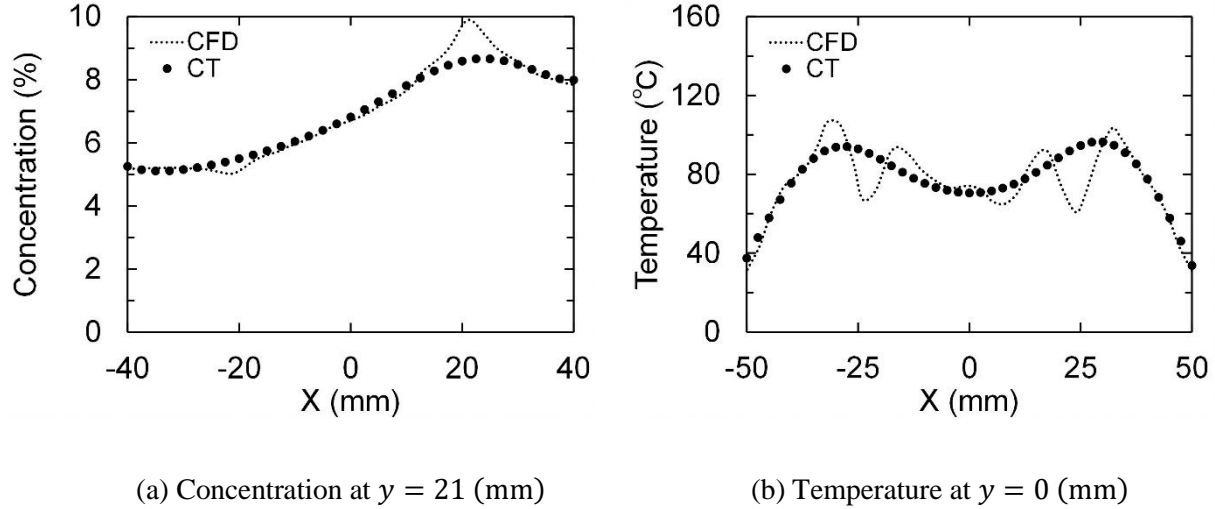 10
8
6
4
2
0
Concentration (%)
CFD
CT
-40
-20
0
20
40
X (mm)
160
120
80
40
0
Temperature (°C)
CFD
CT
-50
-25
0
25
50
X (mm)
(a) Concentration at y = 21 (mm)
(b) Temperature at y = 0 (mm)